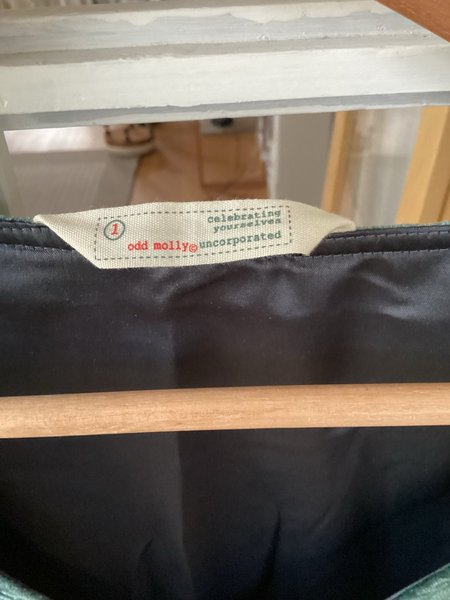 1
celebrating
yourselves
odd molly© uncorporated